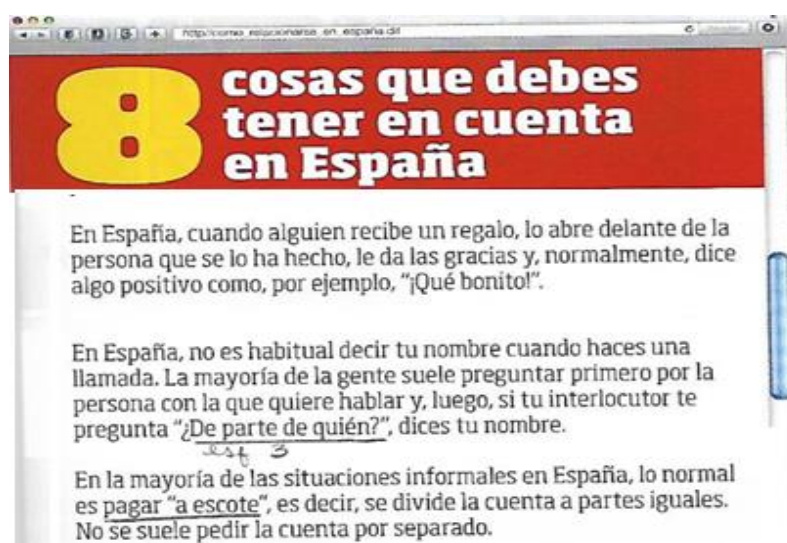 http://como_relacionarse_en_españa.dif
8
cosas que debes
tener en cuenta
en España
En España, cuando alguien recibe un regalo, lo abre delante de la
persona que se lo ha hecho, le da las gracias y, normalmente, dice
algo positivo como, por ejemplo, “¡Qué bonito!”.
En España, no es habitual decir tu nombre cuando haces una
llamada. La mayoría de la gente suele preguntar primero por la
persona con la que quiere hablar y, luego, si tu interlocutor te
pregunta “¿De parte de quién?”, dices tu nombre.
3
En la mayoría de las situaciones informales en España, lo normal
es pagar “a escote”, es decir, se divide la cuenta a partes iguales.
No se suele pedir la cuenta por separado.